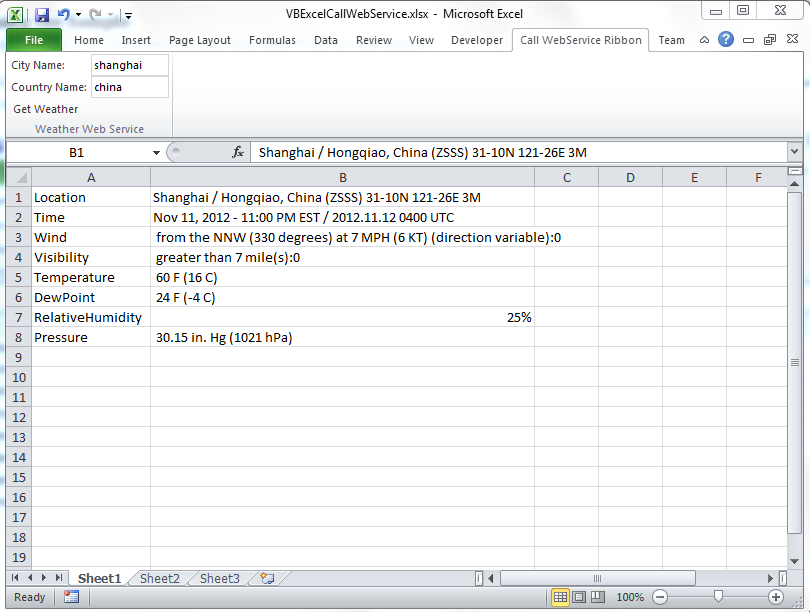 VBExcelCallWebService.xlsx - Microsoft Excel
File Home Insert Page Layout Formulas Data Review View Developer Call WebService Ribbon Team
City Name: shanghai
Country Name: china
Get Weather
Weather Web Service
B1 fx Shanghai / Hongqiao, China (ZSSS) 31-10N 121-26E 3M
A B C D E F
1 Location Shanghai / Hongqiao, China (ZSSS) 31-10N 121-26E 3M
2 Time Nov 11, 2012 - 11:00 PM EST / 2012.11.12 0400 UTC
3 Wind from the NNW (330 degrees) at 7 MPH (6 KT) (direction variable):0
4 Visibility greater than 7 mile(s):0
5 Temperature 60 F (16 C)
6 DewPoint 24 F (-4 C)
7 RelativeHumidity 25%
8 Pressure 30.15 in. Hg (1021 hPa)
9
10
11
12
13
14
15
16
17
18
19
Sheet1 Sheet2 Sheet3
Ready 100%